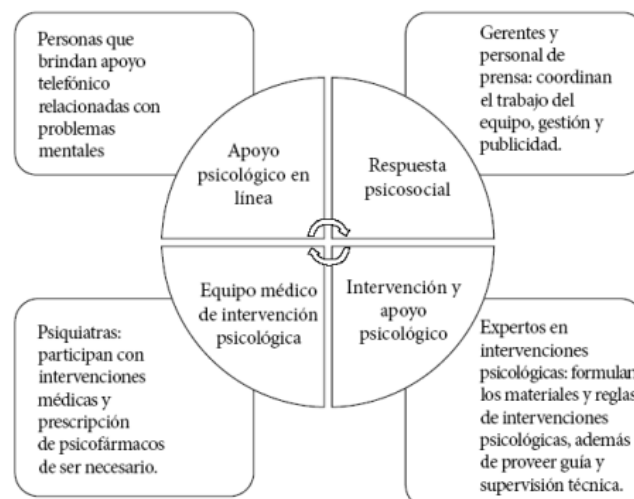 Personas que
brindan apoyo
telefónico
relacionadas con
problemas
mentales
Gerentes y
personal de
prensa: coordinan
el trabajo del
equipo, gestión y
publicidad.
Apoyo
psicológico en
línea
Respuesta
psicosocial
Equipo médico
de intervención
psicológica
Intervención y
apoyo
psicológico
Psiquiatras:
participan con
intervenciones
médicas y
prescripción
de psicofármacos
de ser necesario.
Expertos en
intervenciones
psicológicas: formulan
los materiales y reglas
de intervenciones
psicológicas, además
de proveer guía y
supervisión técnica.